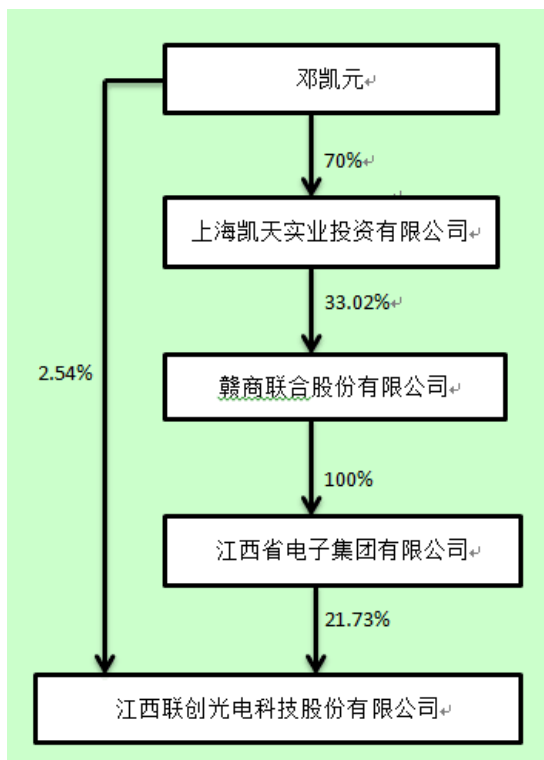 邓凯元
70%
上海凯天实业投资有限公司
33.02%
2.54%
赣商联合股份有限公司
100%
江西省电子集团有限公司
21.73%
江西联创光电科技股份有限公司